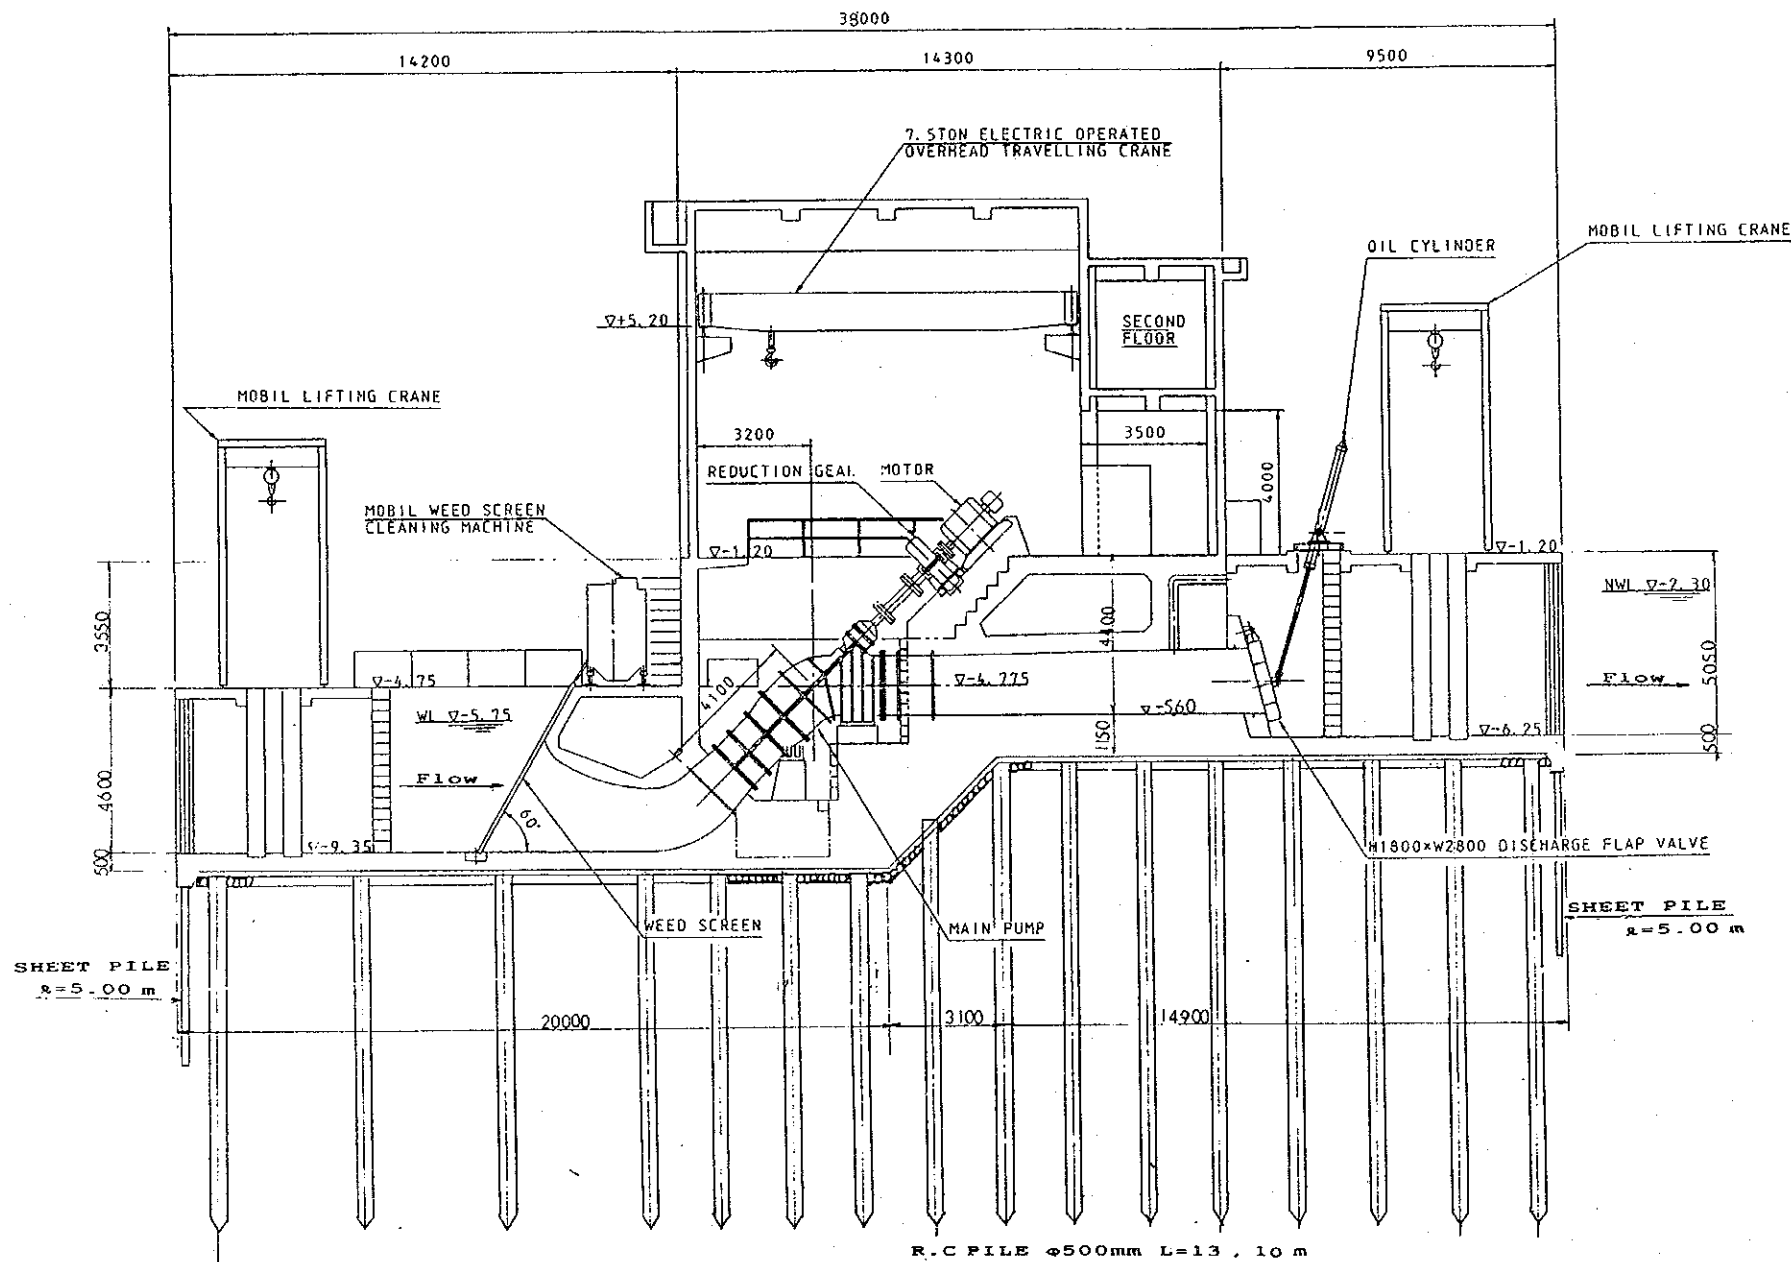 38000
14200
14300
9500
7.5TON ELECTRIC OPERATED
OVERHEAD TRAVELLING CRANE
MOBIL LIFTING CRANE
OIL CYLINDER
▽+5.20
SECOND
FLOOR
MOBIL LIFTING CRANE
3200
3500
4000
REDUCTION GEAR
MOTOR
MOBIL WEED SCREEN
CLEANING MACHINE
▽-1.20
▽-1.20
NWL ▽-2.30
3550
4400
5050
4100
▽-4.75
▽-4.775
Flow
WL ▽-5.75
▽-5.60
1150
▽-6.25
500
Flow
4600
60°
▽-9.35
500
H1800×W2800 DISCHARGE FLAP VALVE
WEED SCREEN
MAIN PUMP
SHEET PILE
ℓ=5.00 m
SHEET PILE
ℓ=5.00 m
20000
3100
14900
R.C PILE φ500mm L=13,10 m